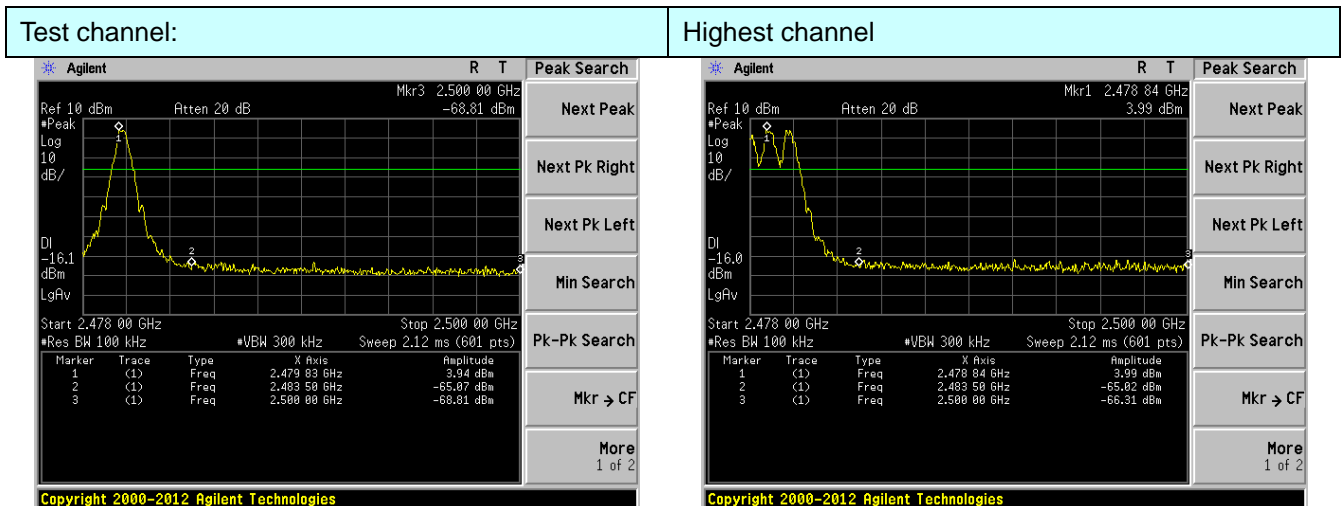 Test channel:
Highest channel
Agilent
R T
Peak Search
Mkr3 2.500 00 GHz
Ref 10 dBm
Atten 20 dB
-68.81 dBm
#Peak
Log
10
dB/
1
2
3
DI
-16.1
dBm
LgAv
Start 2.478 00 GHz
Stop 2.500 00 GHz
#Res BW 100 kHz
#VBW 300 kHz
Sweep 2.12 ms (601 pts)
Marker Trace Type X Axis Amplitude
1 (1) Freq 2.479 83 GHz 3.94 dBm
2 (1) Freq 2.483 50 GHz -65.07 dBm
3 (1) Freq 2.500 00 GHz -68.81 dBm
Next Peak
Next Pk Right
Next Pk Left
Min Search
Pk-Pk Search
Mkr → CF
More
1 of 2
Copyright 2000-2012 Agilent Technologies
Agilent
R T
Peak Search
Mkr1 2.478 84 GHz
Ref 10 dBm
Atten 20 dB
3.99 dBm
#Peak
Log
10
dB/
1
2
3
DI
-16.0
dBm
LgAv
Start 2.478 00 GHz
Stop 2.500 00 GHz
#Res BW 100 kHz
#VBW 300 kHz
Sweep 2.12 ms (601 pts)
Marker Trace Type X Axis Amplitude
1 (1) Freq 2.478 84 GHz 3.99 dBm
2 (1) Freq 2.483 50 GHz -65.02 dBm
3 (1) Freq 2.500 00 GHz -66.31 dBm
Next Peak
Next Pk Right
Next Pk Left
Min Search
Pk-Pk Search
Mkr → CF
More
1 of 2
Copyright 2000-2012 Agilent Technologies